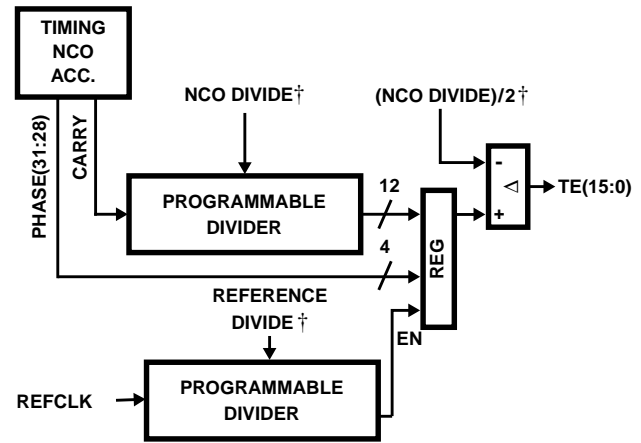 TIMING
NCO
ACC.
NCO DIVIDE†
(NCO DIVIDE)/2†
PHASE(31:28)
CARRY
-
+
TE(15:0)
12
PROGRAMMABLE
DIVIDER
REG
4
REFERENCE
DIVIDE†
EN
REFCLK
PROGRAMMABLE
DIVIDER